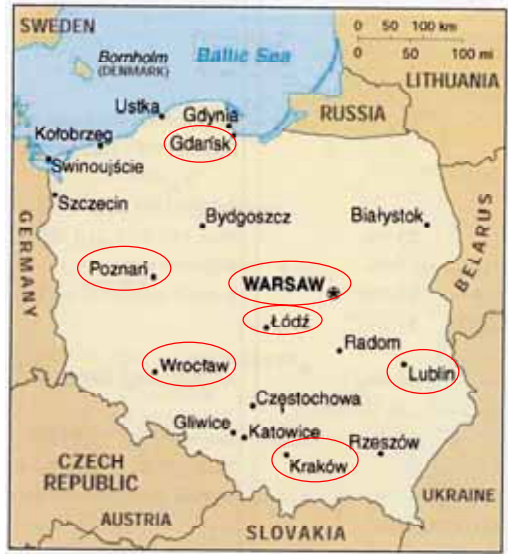 SWEDEN
0 50 100 km
0 50 100 mi
Bornholm
(DENMARK)
Baltic Sea
LITHUANIA
RUSSIA
Ustka
Gdynia
Kołobrzeg
Gdańsk
Świnoujście
Szczecin
Bydgoszcz
Białystok
BELARUS
GERMANY
Poznań
WARSAW
Łódź
Radom
Wrocław
Lublin
Częstochowa
Gliwice
Katowice
Rzeszów
Kraków
CZECH
REPUBLIC
UKRAINE
AUSTRIA
SLOVAKIA